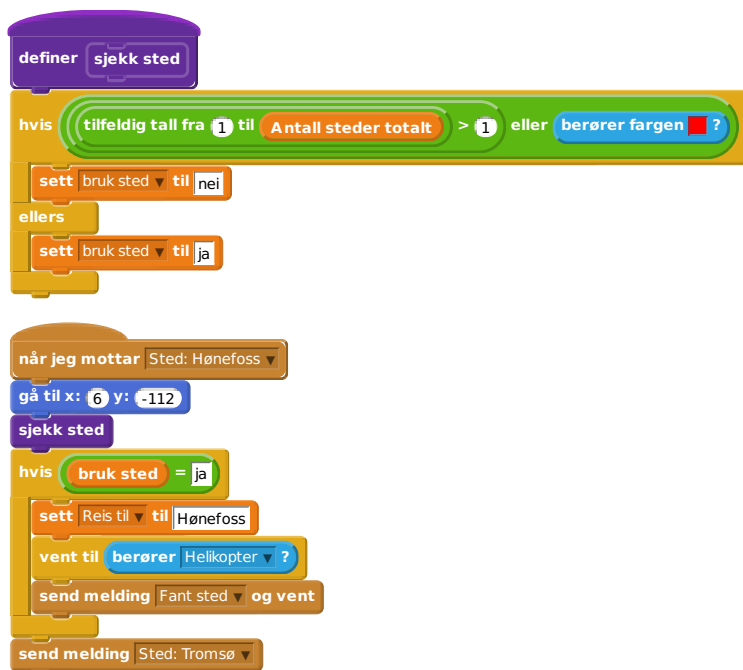 definer sjekk sted
hvis tilfeldig tall fra 1 til Antall steder totalt > 1 eller berører fargen ?
sett bruk sted til nei
ellers
sett bruk sted til ja
når jeg mottar Sted: Hønefoss
gå til x: 6 y: -112
sjekk sted
hvis bruk sted = ja
sett Reis til til Hønefoss
vent til berører Helikopter ?
send melding Fant sted og vent
send melding Sted: Tromsø